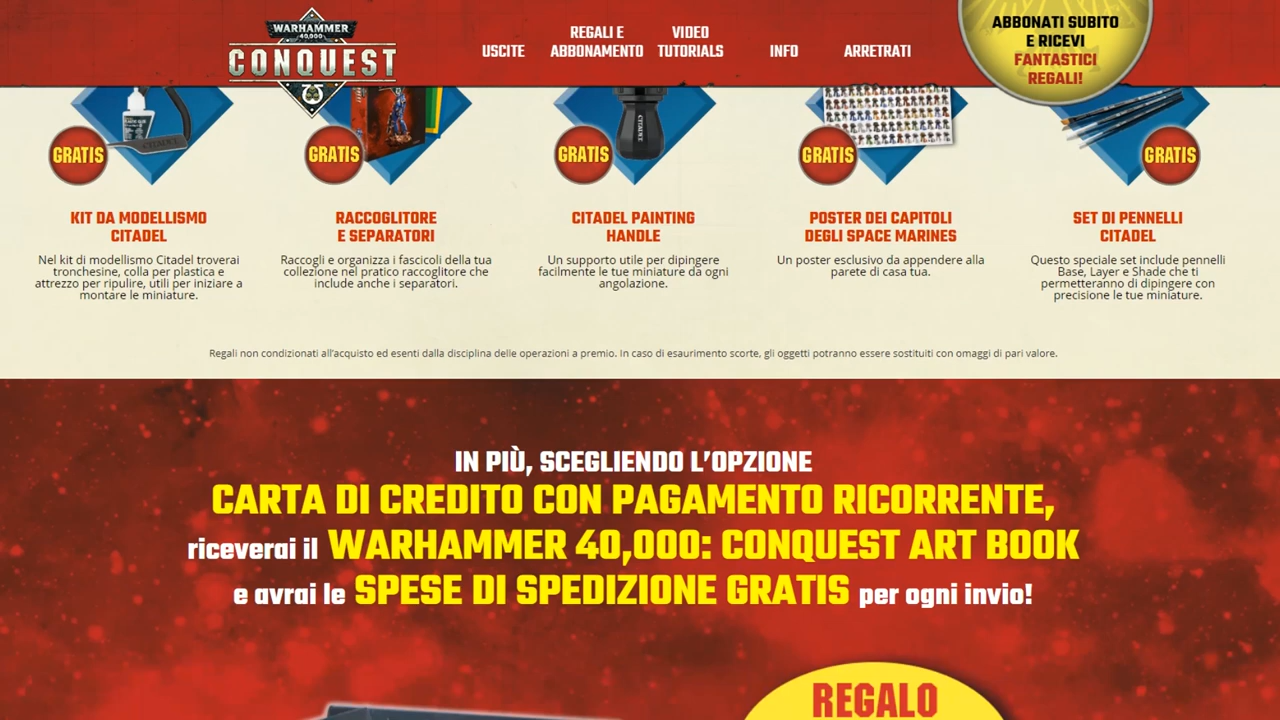 WARHAMMER
40,000
CONQUEST
USCITE
REGALI E
ABBONAMENTO
VIDEO
TUTORIALS
INFO
ARRETRATI
ABBONATI SUBITO
E RICEVI
FANTASTICI
REGALI!
CITADEL
CITADEL
GRATIS
GRATIS
GRATIS
GRATIS
GRATIS
KIT DA MODELLISMO
CITADEL
Nel kit di modellismo Citadel troverai
tronchesine, colla per plastica e
attrezzo per ripulire, utili per iniziare a
montare le miniature.
RACCOGLITORE
E SEPARATORI
Raccogli e organizza i fascicoli della tua
collezione nel pratico raccoglitore che
include anche i separatori.
CITADEL PAINTING
HANDLE
Un supporto utile per dipingere
facilmente le tue miniature da ogni
angolazione.
POSTER DEI CAPITOLI
DEGLI SPACE MARINES
Un poster esclusivo da appendere alla
parete di casa tua.
SET DI PENNELLI
CITADEL
Questo speciale set include pennelli
Base, Layer e Shade che ti
permetteranno di dipingere con
precisione le tue miniature.
Regali non condizionati all'acquisto ed esenti dalla disciplina delle operazioni a premio. In caso di esaurimento scorte, gli oggetti potranno essere sostituiti con omaggi di pari valore.
IN PIÙ, SCEGLIENDO L'OPZIONE
CARTA DI CREDITO CON PAGAMENTO RICORRENTE,
riceverai il WARHAMMER 40,000: CONQUEST ART BOOK
e avrai le SPESE DI SPEDIZIONE GRATIS per ogni invio!
REGALO